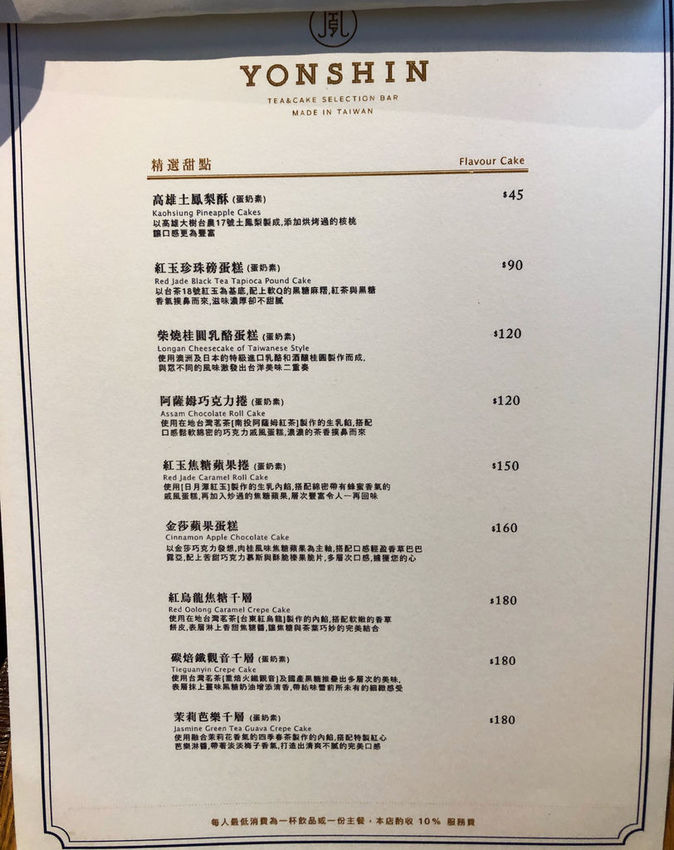 YONSHIN
TEA&CAKE SELECTION BAR
MADE IN TAIWAN
精選甜點 Flavour Cake
高雄土鳳梨酥 (蛋奶素) $45
Kaohsiung Pineapple Cakes
以高雄大樹台農17號土鳳梨製成,添加烘烤過的核桃
讓口感更為豐富
紅玉珍珠磅蛋糕 (蛋奶素) $90
Red Jade Black Tea Tapioca Pound Cake
以台茶18號紅玉為基底,配上軟Q的黑糖麻糬,紅茶與黑糖
香氣撲鼻而來,滋味濃厚卻不甜膩
柴燒桂圓乳酪蛋糕 (蛋奶素) $120
Longan Cheesecake of Taiwanese Style
使用澳洲及日本的特級進口乳酪和酒釀桂圓製作而成,
與眾不同的風味激發出台洋美味二重奏
阿薩姆巧克力捲 (蛋奶素) $120
Assam Chocolate Roll Cake
使用在地台灣茗茶[南投阿薩姆紅茶]製作的生乳餡,搭配
口感鬆軟綿密的巧克力戚風蛋糕,濃濃的茶香撲鼻而來
紅玉焦糖蘋果捲 (蛋奶素) $150
Red Jade Caramel Roll Cake
使用[日月潭紅玉]製作的生乳內餡,搭配綿密帶有蜂蜜香氣的
戚風蛋糕,再加入炒過的焦糖蘋果,層次豐富令人一再回味
金莎蘋果蛋糕 $160
Cinnamon Apple Chocolate Cake
以金莎巧克力發想,肉桂風味焦糖蘋果為主軸,搭配口感輕盈香草巴巴
露亞,配上苦甜巧克力慕斯與酥脆榛果脆片,多層次口感,擄獲您的心
紅烏龍焦糖千層 $180
Red Oolong Caramel Crepe Cake
使用在地台灣茗茶[台東紅烏龍]製作的內餡,搭配軟嫩的香草
餅皮,表層淋上香甜焦糖醬,讓焦糖與茶葉巧妙的完美結合
碳焙鐵觀音千層 (蛋奶素) $180
Tieguanyin Crepe Cake
使用台灣茗茶[重焙火鐵觀音]及國產黑糖推疊出多層次的美味,
表層抹上薑味黑糖奶油增添清香,帶給味蕾前所未有的細緻感受
茉莉芭樂千層 (蛋奶素) $180
Jasmine Green Tea Guava Crepe Cake
使用融合茉莉花香氣的四季春茶製作的內餡,搭配特製紅心
芭樂淋醬,帶著淡淡梅子香氣,打造出清爽不膩的完美口感
每人最低消費為一杯飲品或一份主餐，本店酌收 10% 服務費